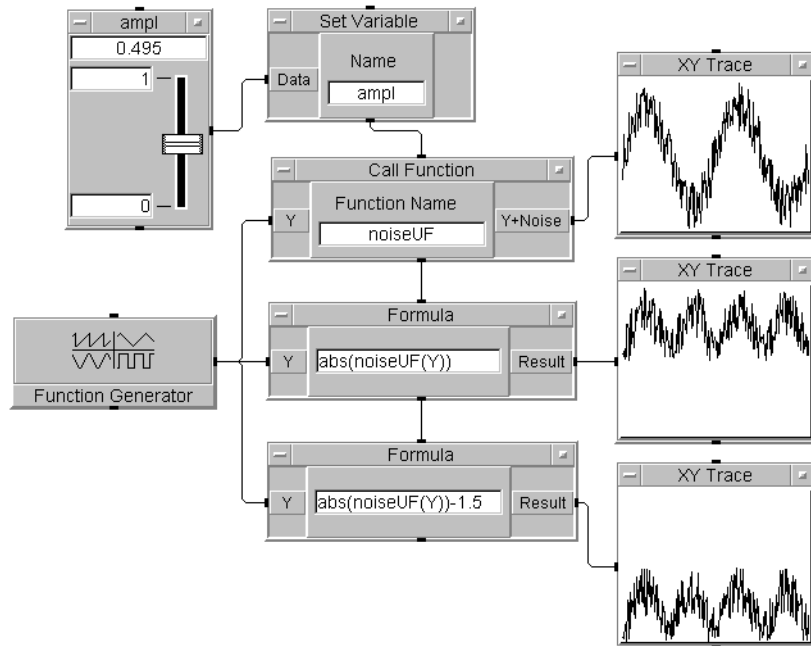 ampl
0.495
1
0
Set Variable
Data
Name
ampl
Call Function
Y
Function Name
noiseUF
Y+Noise
XY Trace
XY Trace
Function Generator
Formula
Y
abs(noiseUF(Y))
Result
Formula
Y
abs(noiseUF(Y))-1.5
Result
XY Trace